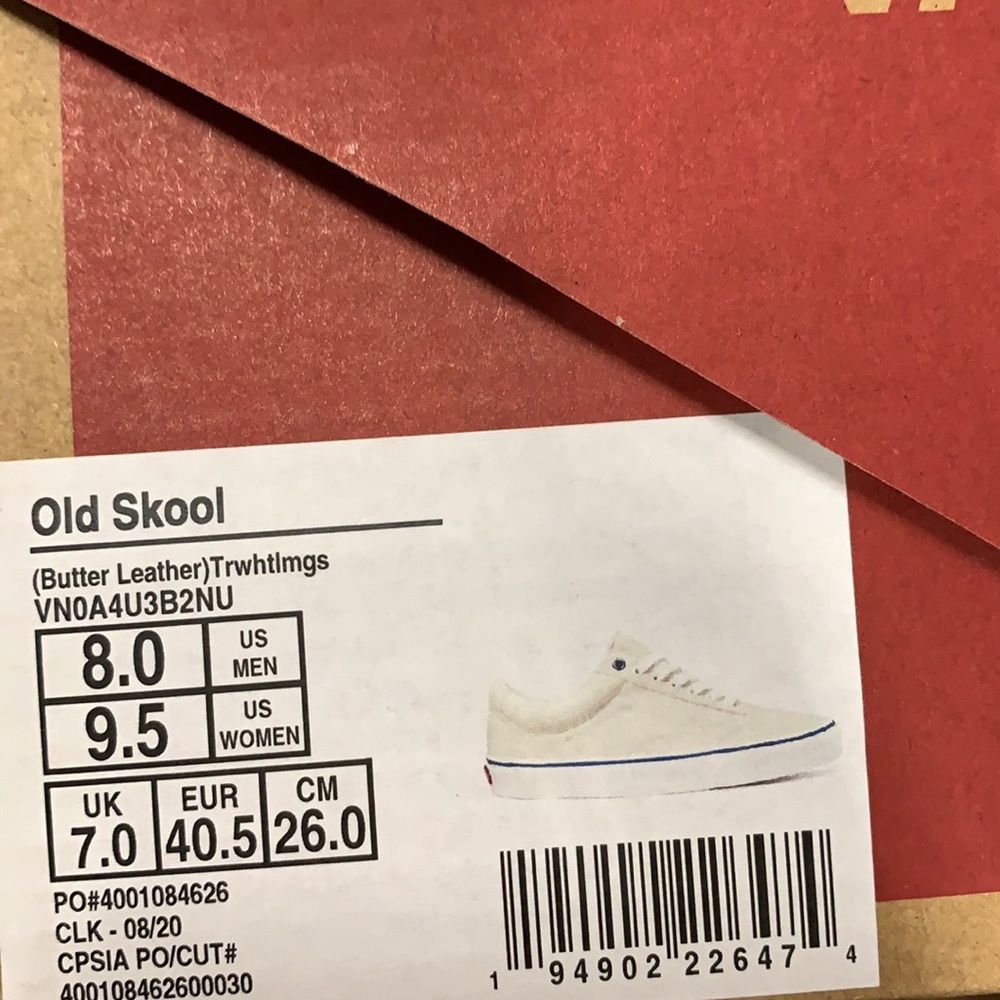 Old Skool
(Butter Leather)Trwhtlmgs
VN0A4U3B2NU
8.0 US MEN
9.5 US WOMEN
UK EUR CM
7.0 40.5 26.0
PO#4001084626
CLK - 08/20
CPSIA PO/CUT#
400108462600030
1 94902 22647 4